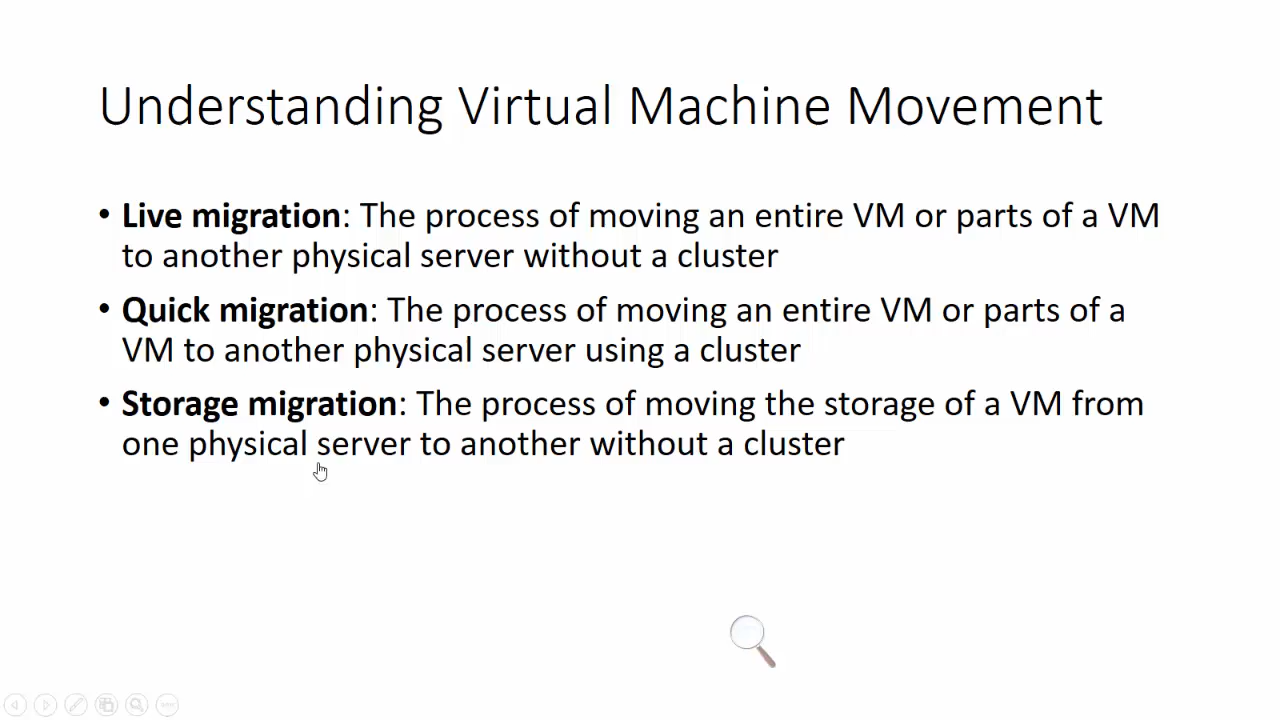 Understanding Virtual Machine Movement
• Live migration: The process of moving an entire VM or parts of a VM
to another physical server without a cluster
• Quick migration: The process of moving an entire VM or parts of a
VM to another physical server using a cluster
• Storage migration: The process of moving the storage of a VM from
one physical server to another without a cluster